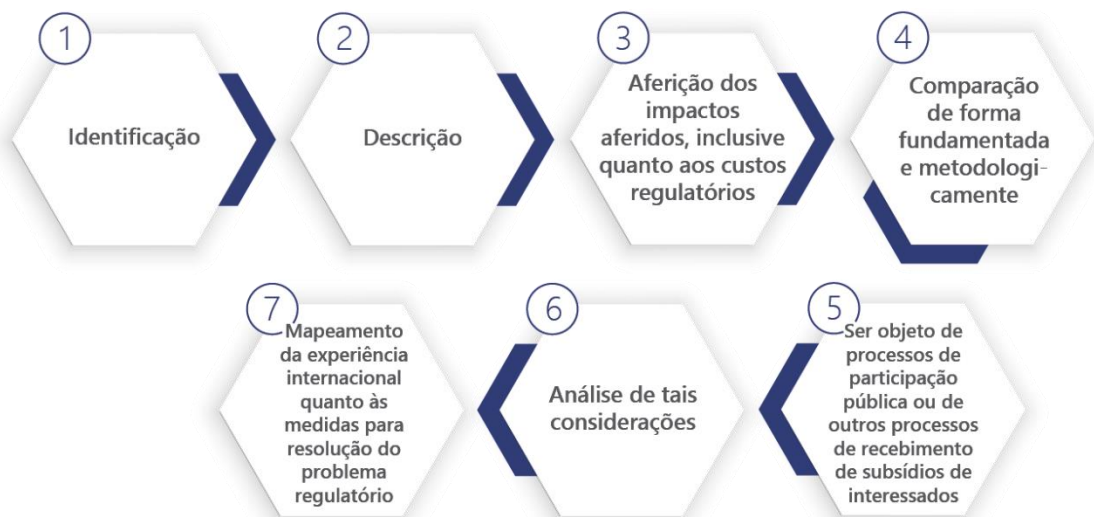 1
Identificação
2
Descrição
3
Aferição dos
impactos
aferidos, inclusive
quanto aos custos
regulatórios
4
Comparação
de forma
fundamentada
e metodologi-
camente
5
Ser objeto de
processos de
participação
pública ou de
outros processos
de recebimento
de subsídios de
interessados
6
Análise de tais
considerações
7
Mapeamento
da experiência
internacional
quanto às
medidas para
resolução do
problema
regulatório